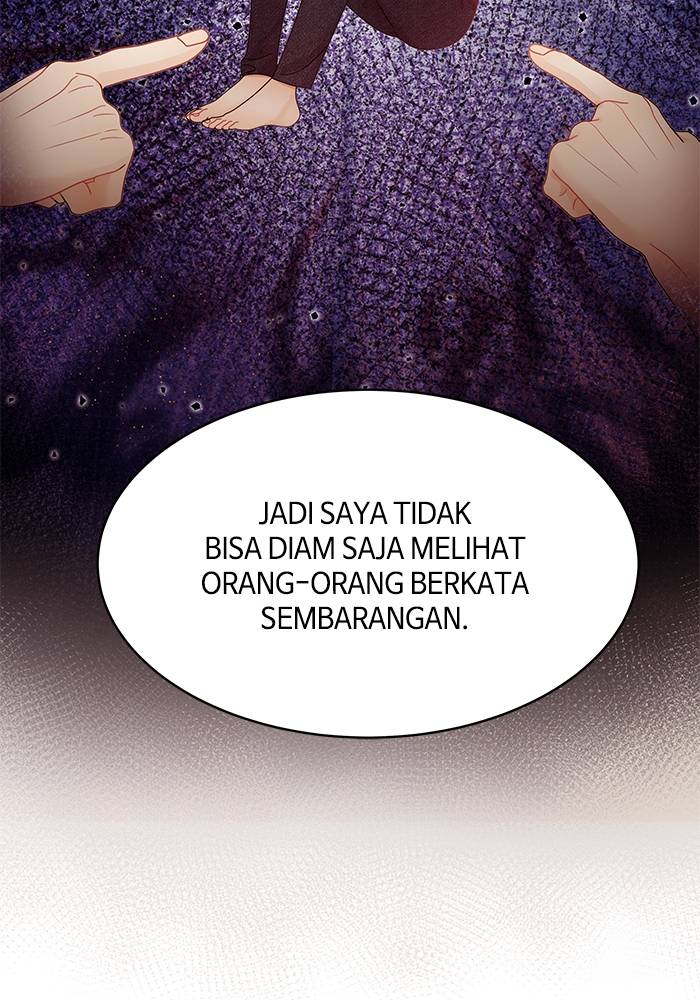 JADI SAYA TIDAK
BISA DIAM SAJA MELIHAT
ORANG-ORANG BERKATA
SEMBARANGAN.